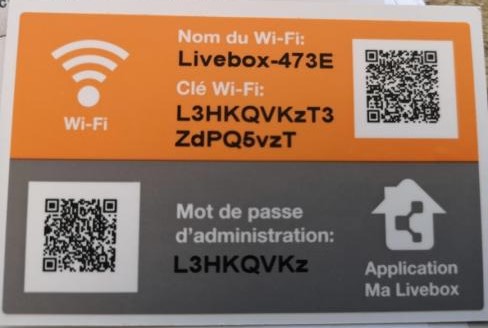 Nom du Wi-Fi:
Livebox-473E
Clé Wi-Fi:
L3HKQVKzT3
ZdPQ5vzT
Wi-Fi
Mot de passe
d'administration:
L3HKQVKz
Application
Ma Livebox